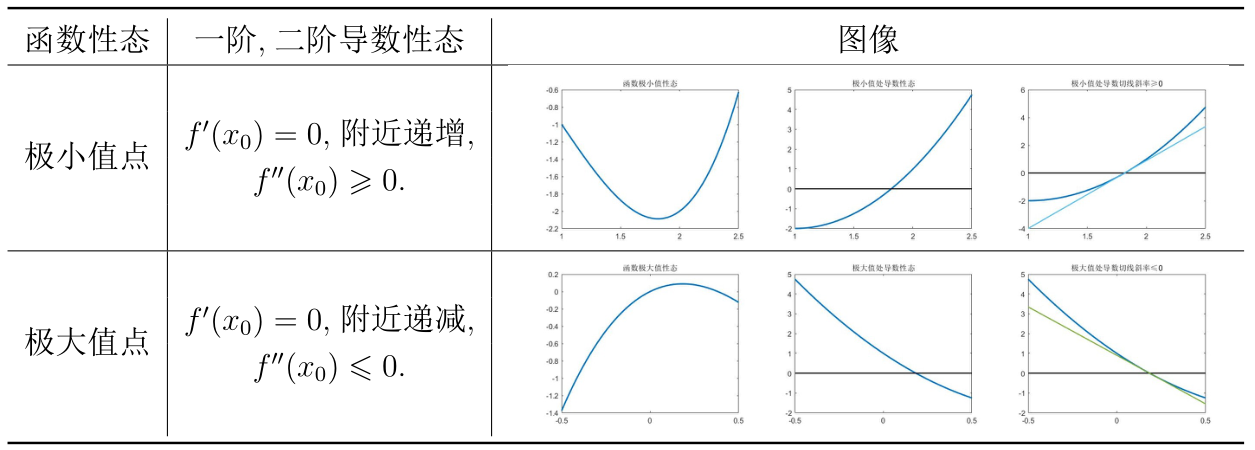 函数性态 一阶, 二阶导数性态 图像
极小值点
f′(x₀) = 0, 附近递增,
f″(x₀) ⩾ 0.
函数极小值性态
-0.6
-0.8
-1
-1.2
-1.4
-1.6
-1.8
-2
-2.2
1 1.5 2 2.5
极小值处导数性态
5
4
3
2
1
0
-1
-2
1 1.5 2 2.5
极小值处导数切线斜率≥0
6
4
2
0
-2
-4
1 1.5 2 2.5
极大值点
f′(x₀) = 0, 附近递减,
f″(x₀) ⩽ 0.
函数极大值性态
0.2
0
-0.2
-0.4
-0.6
-0.8
-1
-1.2
-1.4
-0.5 0 0.5
极大值处导数性态
5
4
3
2
1
0
-1
-2
-0.5 0 0.5
极大值处导数切线斜率≤0
5
4
3
2
1
0
-1
-2
-0.5 0 0.5